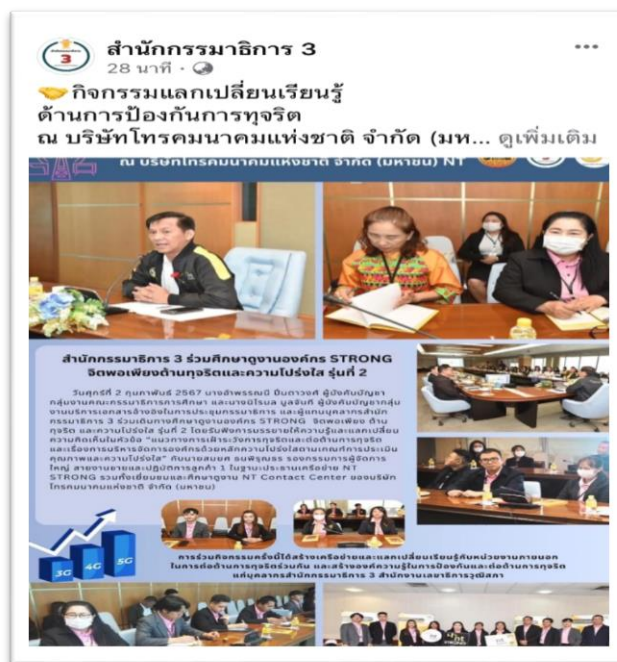 สำนักกรรมาธิการ 3
28 นาที
🤝กิจกรรมแลกเปลี่ยนเรียนรู้
ด้านการป้องกันการทุจริต
ณ บริษัทโทรคมนาคมแห่งชาติ จำกัด (มห... ดูเพิ่มเติม
ณ บริษัทโทรคมนาคมแห่งชาติ จำกัด (มหาชน) NT
สำนักกรรมาธิการ 3 ร่วมศึกษาดูงานองค์กร STRONG
จิตพอเพียงต้านทุจริตและความโปร่งใส รุ่นที่ 2
วันศุกร์ที่ 2 กุมภาพันธ์ 2567 นางอำพรรณนี ปิ่นตาวงศ์ ผู้บังคับบัญชา
กลุ่มงานคณะกรรมาธิการการศึกษา และนางนิโรบล มูลจินที ผู้บังคับบัญชากลุ่ม
งานบริการเอกสารอ้างอิงในการประชุมกรรมาธิการ และผู้แทนบุคลากรสำนัก
กรรมาธิการ 3 ร่วมเดินทางศึกษาดูงานองค์กร STRONG จิตพอเพียง ต้าน
ทุจริต และความโปร่งใส รุ่นที่ 2 โดยรับฟังการบรรยายให้ความรู้และแลกเปลี่ยน
ความคิดเห็นในหัวข้อ "แนวทางการเฝ้าระวังการทุจริตและต่อต้านการทุจริต
และเรื่องการบริหารจัดการองค์กรด้วยหลักความโปร่งใสตามเกณฑ์การประเมิน
คุณภาพและความโปร่งใส" กับนายสมยศ ธนพิรุณธร รองกรรมการผู้จัดการ
ใหญ่ สายงานขายและปฏิบัติการลูกค้า 1 ในฐานะประธานเครือข่าย NT
STRONG รวมทั้งเยี่ยมชมและศึกษาดูงาน NT Contact Center ของบริษัท
โทรคมนาคมแห่งชาติ จำกัด (มหาชน)
3G 4G 5G
การร่วมกิจกรรมครั้งนี้ได้สร้างเครือข่ายและแลกเปลี่ยนเรียนรู้กับหน่วยงานภายนอก
ในการต่อต้านการทุจริตร่วมกัน และสร้างองค์ความรู้ในการป้องกันและต่อต้านการทุจริต
แก่บุคลากรสำนักกรรมาธิการ 3 สำนักงานเลขาธิการวุฒิสภา